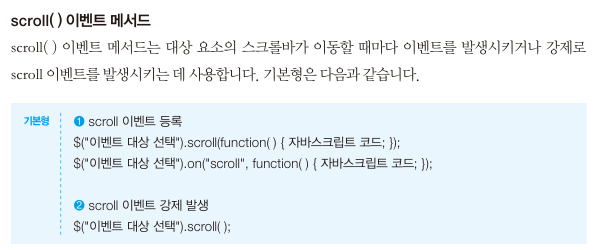 scroll( ) 이벤트 메서드
scroll( ) 이벤트 메서드는 대상 요소의 스크롤바가 이동할 때마다 이벤트를 발생시키거나 강제로
scroll 이벤트를 발생시키는 데 사용합니다. 기본형은 다음과 같습니다.
기본형 ❶ scroll 이벤트 등록
$("이벤트 대상 선택").scroll(function( ) { 자바스크립트 코드; });
$("이벤트 대상 선택").on("scroll", function( ) { 자바스크립트 코드; });
❷ scroll 이벤트 강제 발생
$("이벤트 대상 선택").scroll( );